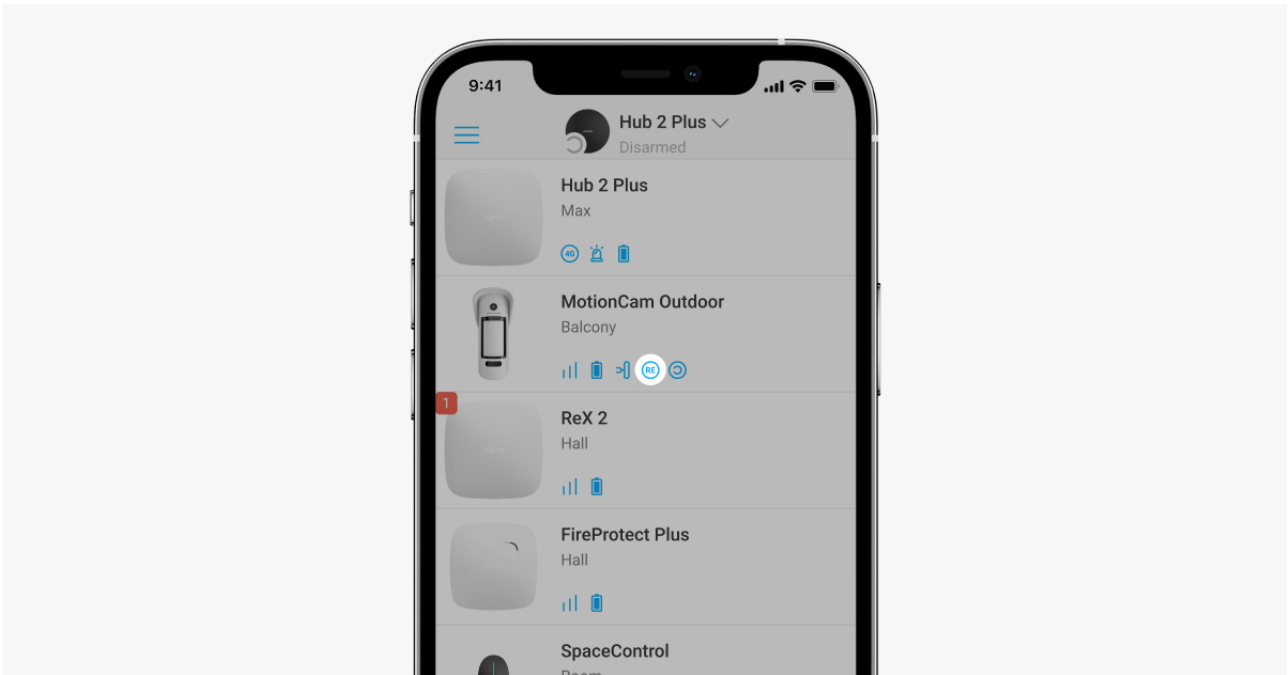 9:41
Hub 2 Plus
Disarmed
Hub 2 Plus
Max
4G
MotionCam Outdoor
Balcony
RE
1
ReX 2
Hall
FireProtect Plus
Hall
SpaceControl
Room